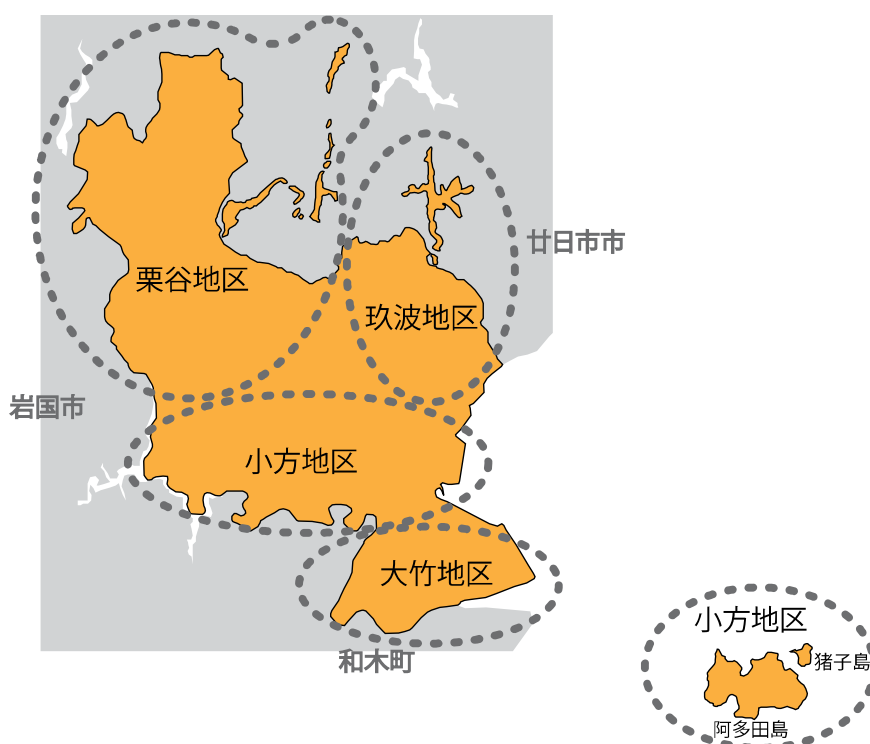 廿日市市
栗谷地区
玖波地区
岩国市
小方地区
大竹地区
小方地区
和木町
猪子島
阿多田島